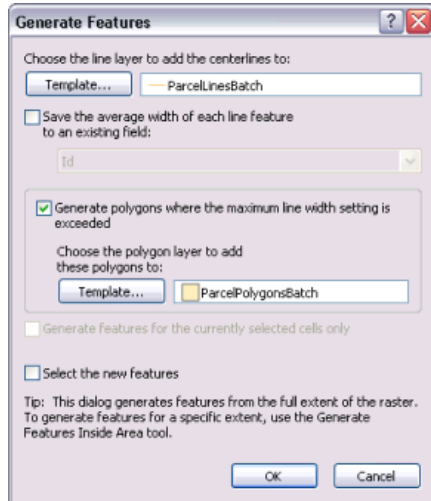 Generate Features
Choose the line layer to add the centerlines to:
Template... ParcelLinesBatch
Save the average width of each line feature
to an existing field:
Id
Generate polygons where the maximum line width setting is
exceeded
Choose the polygon layer to add
these polygons to:
Template... ParcelPolygonsBatch
Generate features for the currently selected cells only
Select the new features
Tip: This dialog generates features from the full extent of the raster.
To generate features for a specific extent, use the Generate
Features Inside Area tool.
OK Cancel